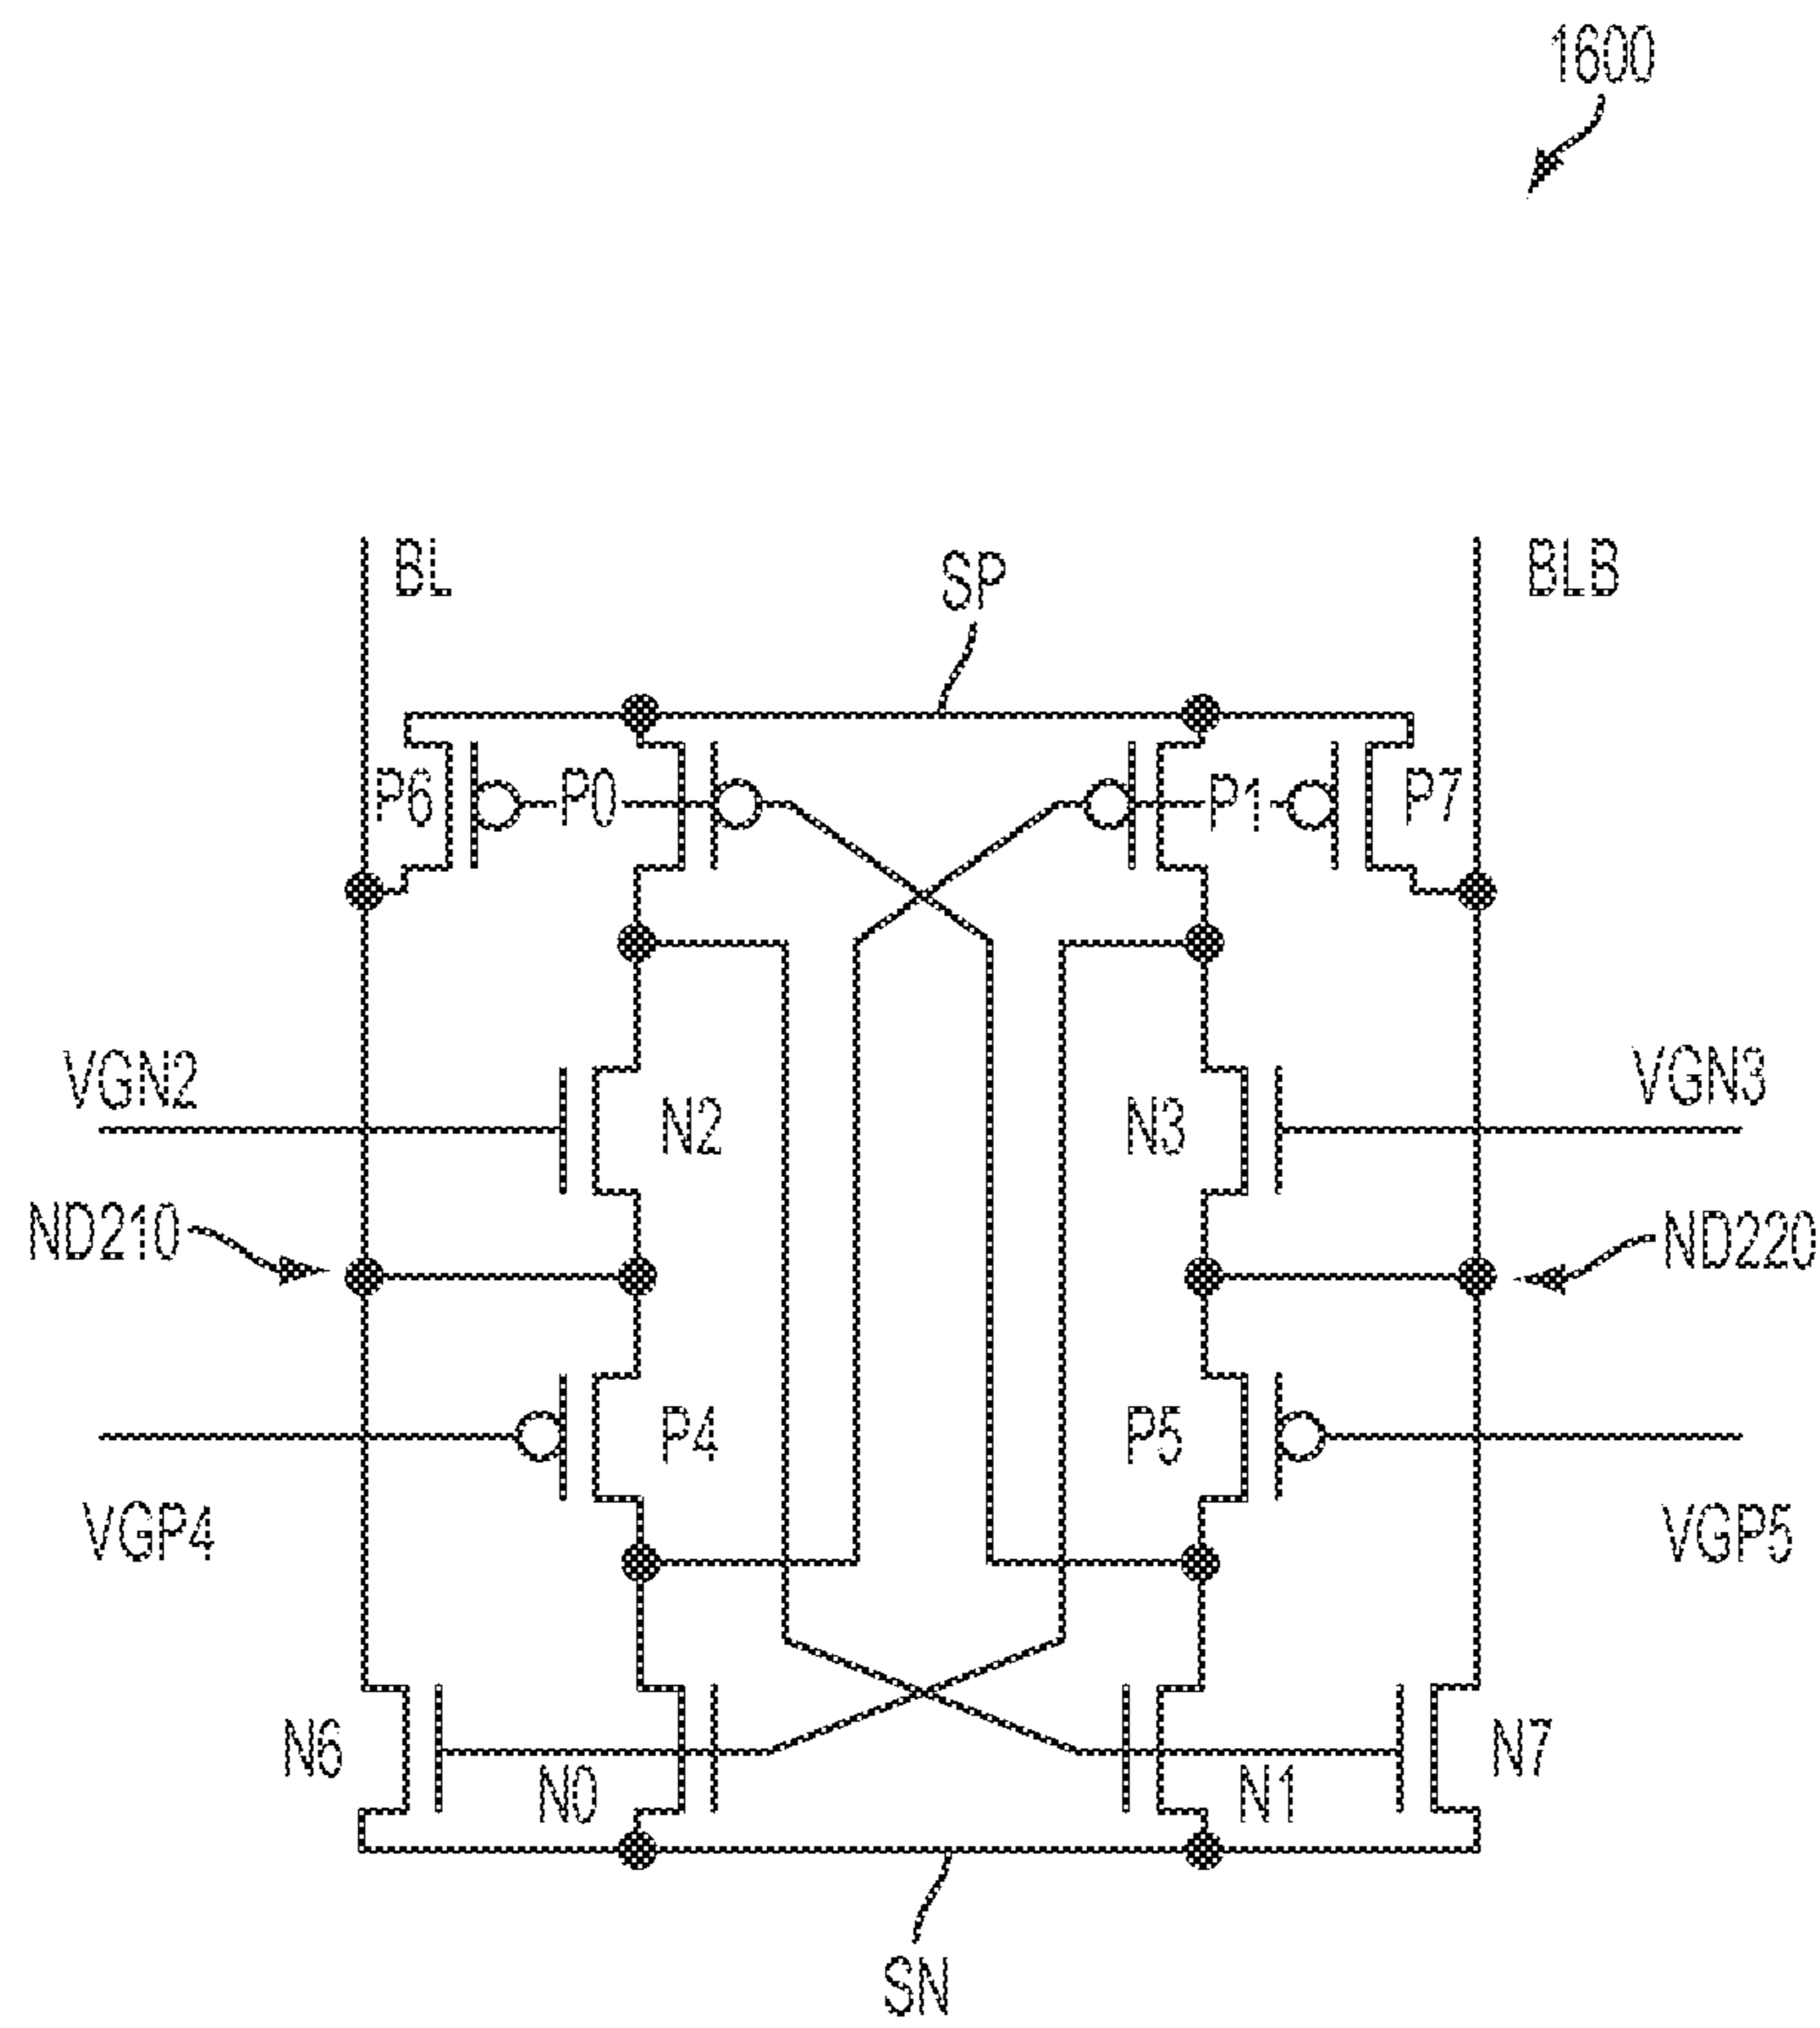 1600
BL
SP
BLB
P6
P0
P1
P7
VGN2
N2
N3
VGN3
ND210
ND220
P4
P5
VGP4
VGP5
N6
N0
N1
N7
SN